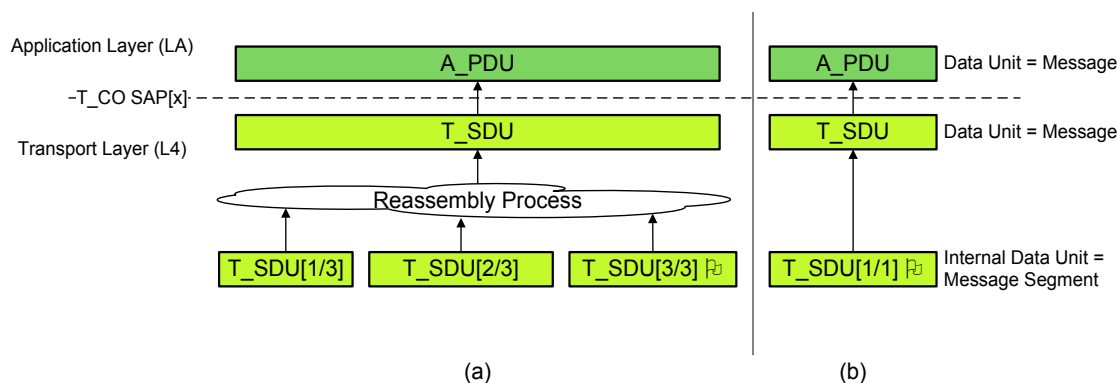 Application Layer (LA)
A_PDU
A_PDU
Data Unit = Message
–T_CO SAP[x]
T_SDU
T_SDU
Data Unit = Message
Transport Layer (L4)
Reassembly Process
T_SDU[1/3]
T_SDU[2/3]
T_SDU[3/3]
T_SDU[1/1]
Internal Data Unit =
Message Segment
(a)
(b)